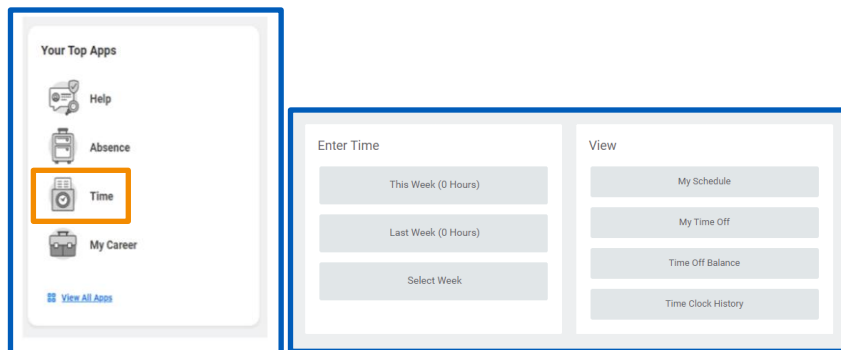 Your Top Apps
Help
Absence
Time
My Career
View All Apps
Enter Time
This Week (0 Hours)
Last Week (0 Hours)
Select Week
View
My Schedule
My Time Off
Time Off Balance
Time Clock History